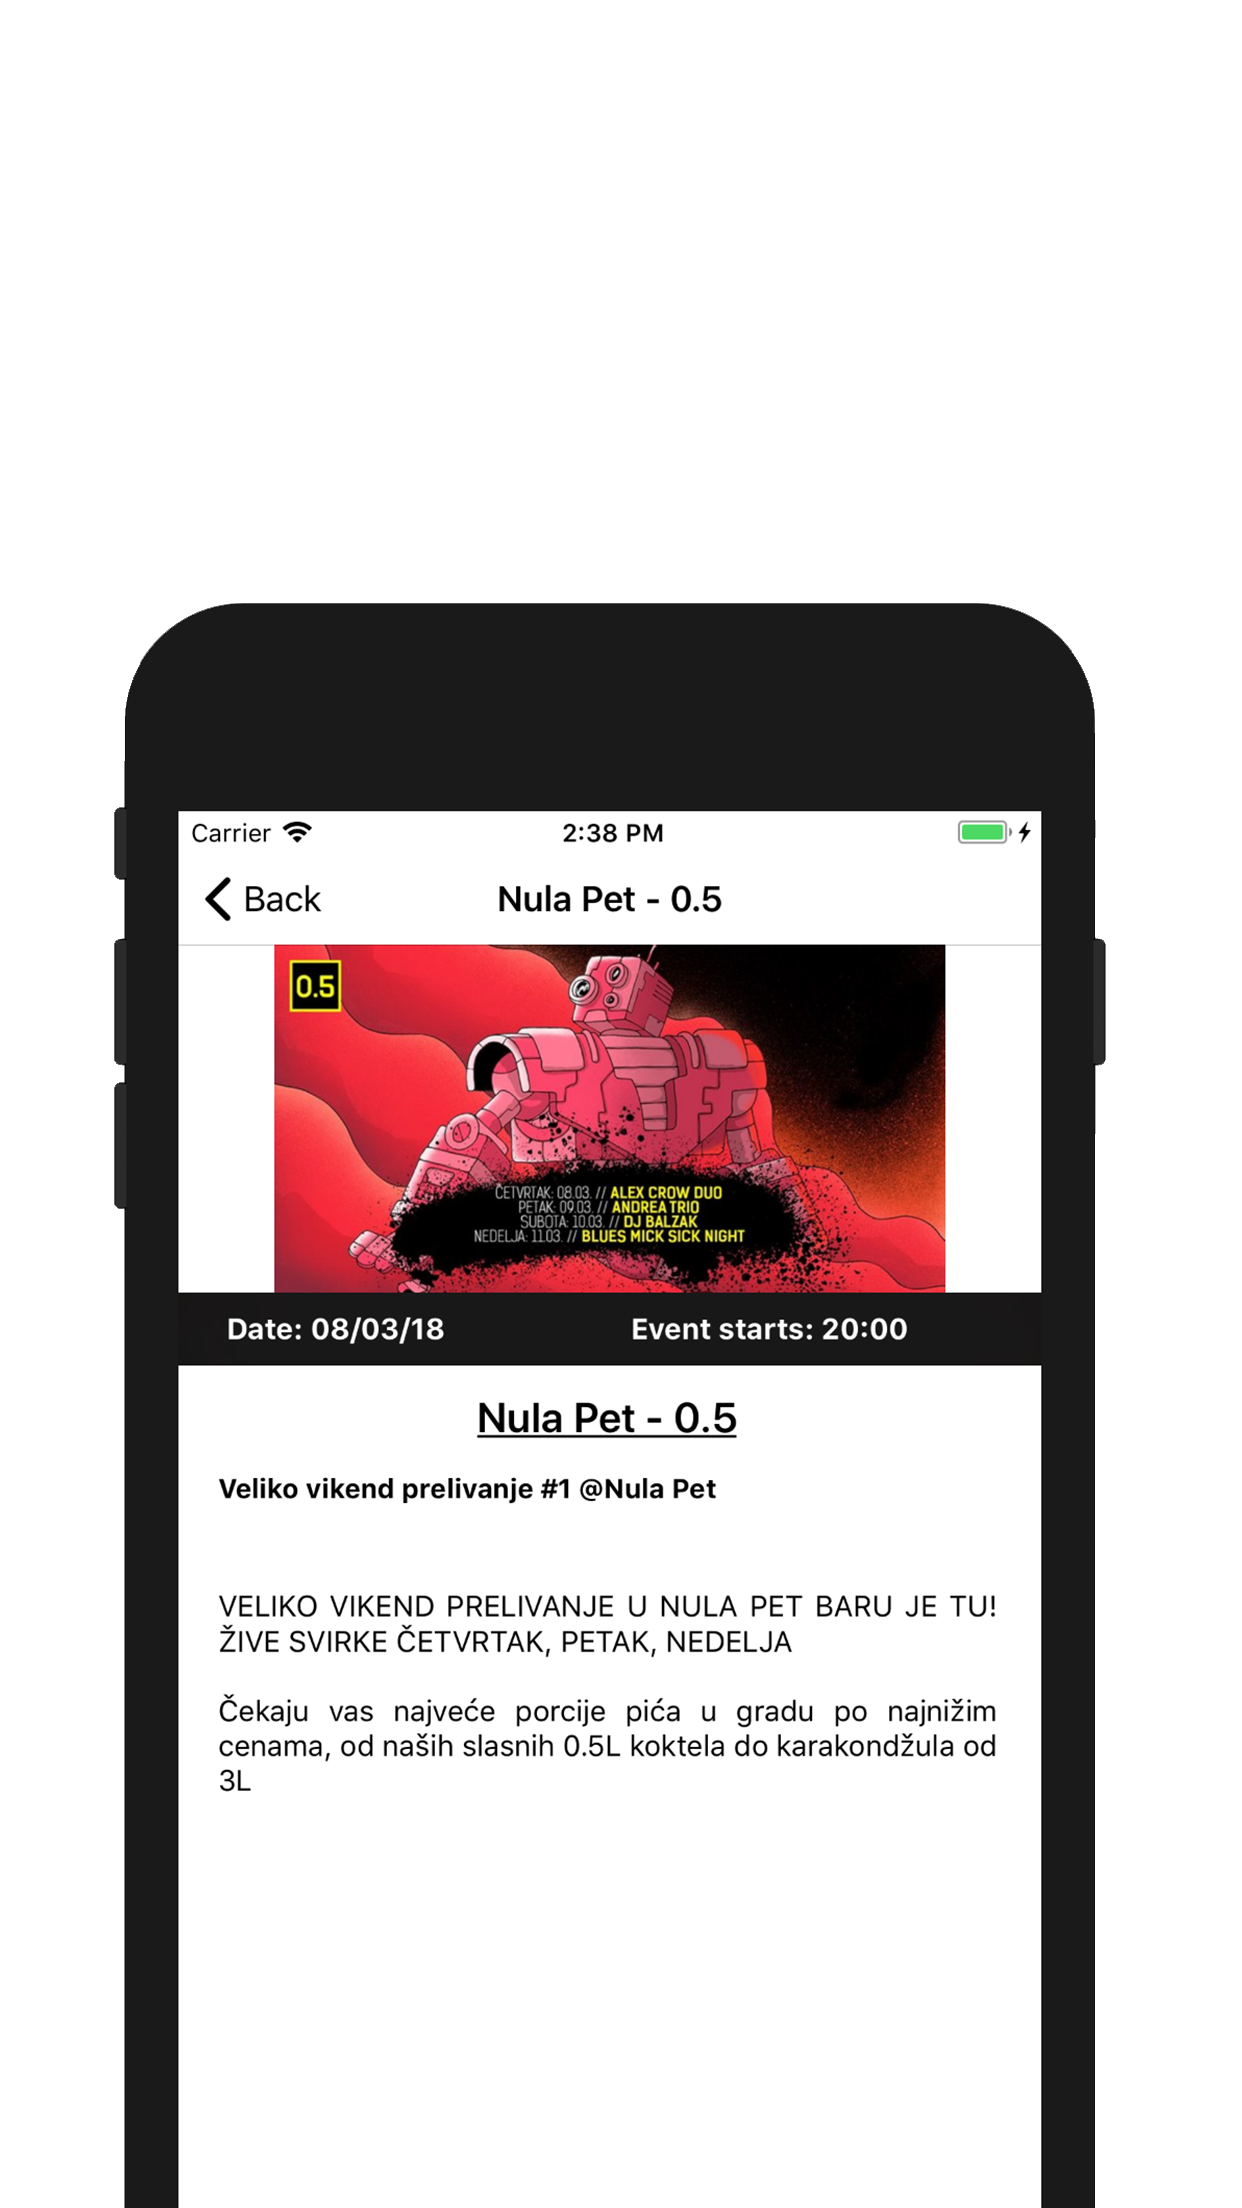 Carrier 2:38 PM
Back Nula Pet - 0.5
0.5
ČETVRTAK: 08.03. // ALEX CROW DUO
PETAK: 09.03. // ANDREA TRIO
SUBOTA: 10.03. // DJ BALZAK
NEDELJA: 11.03. // BLUES MICK SICK NIGHT
Date: 08/03/18 Event starts: 20:00
Nula Pet - 0.5
Veliko vikend prelivanje #1 @Nula Pet
VELIKO VIKEND PRELIVANJE U NULA PET BARU JE TU!
ŽIVE SVIRKE ČETVRTAK, PETAK, NEDELJA
Čekaju vas najveće porcije pića u gradu po najnižim
cenama, od naših slasnih 0.5L koktela do karakondžula od
3L